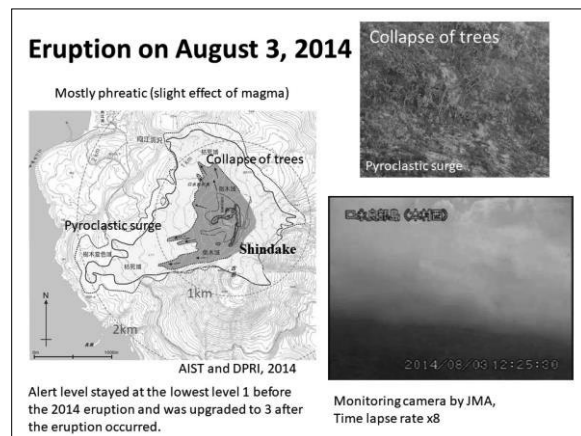 Eruption on August 3, 2014
Mostly phreatic (slight effect of magma)
Collapse of trees
Pyroclastic surge
Shindake
1km
2km
N
AIST and DPRI, 2014
Alert level stayed at the lowest level 1 before
the 2014 eruption and was upgraded to 3 after
the eruption occurred.
Collapse of trees
Pyroclastic surge
2014/08/03 12:25:30
Monitoring camera by JMA,
Time lapse rate x8